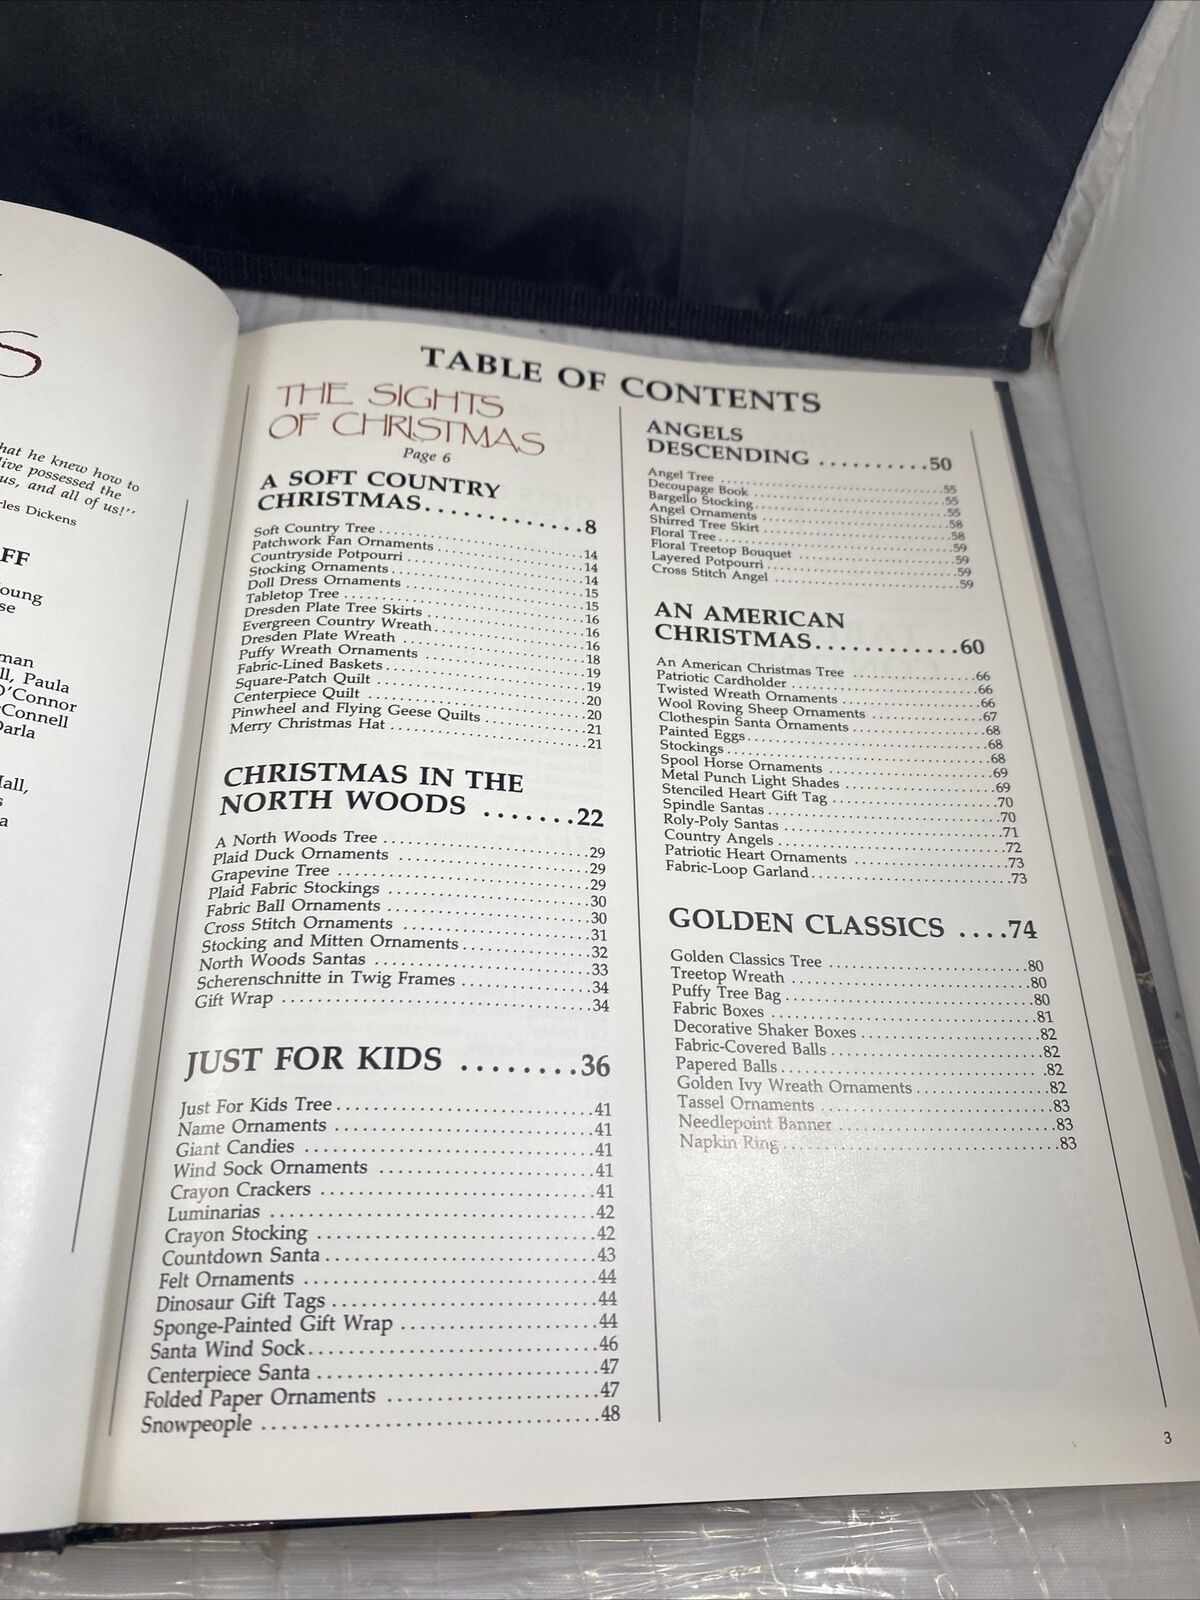 S
that he knew how to
possessed the
us, and all of us!''
Dickens
Paula
O'Connor
TABLE OF CONTENTS
THE SIGHTS
OF CHRISTMAS
Page 6
A SOFT COUNTRY
CHRISTMAS.............8
Soft Country Tree ........................14
Patchwork Fan Ornaments ........................14
Countryside Potpourri ........................14
Stocking Ornaments ........................15
Doll Dress Ornaments ........................15
Tabletop Tree ........................16
Dresden Plate Tree Skirts ........................16
Evergreen Country Wreath ........................16
Dresden Plate Wreath ........................18
Puffy Wreath Ornaments ........................19
Fabric-Lined Baskets ........................19
Square-Patch Quilt ........................20
Centerpiece Quilt ........................20
Pinwheel and Flying Geese Quilts ................21
Merry Christmas Hat ........................21
CHRISTMAS IN THE
NORTH WOODS .......22
A North Woods Tree ........................29
Plaid Duck Ornaments ........................29
Grapevine Tree ........................29
Plaid Fabric Stockings ........................30
Fabric Ball Ornaments ........................30
Cross Stitch Ornaments ........................31
Stocking and Mitten Ornaments ................32
North Woods Santas ........................33
Scherenschnitte in Twig Frames ................34
Gift Wrap ........................34
JUST FOR KIDS ........36
Just For Kids Tree ........................41
Name Ornaments ........................41
Giant Candies ........................41
Wind Sock Ornaments ........................41
Crayon Crackers ........................41
Luminarias ........................42
Crayon Stocking ........................42
Countdown Santa ........................43
Felt Ornaments ........................44
Dinosaur Gift Tags ........................44
Sponge-Painted Gift Wrap ........................44
Santa Wind Sock ........................46
Centerpiece Santa ........................47
Folded Paper Ornaments ........................47
Snowpeople ........................48
ANGELS
DESCENDING ..........50
Angel Tree ........................55
Decoupage Book ........................55
Bargello Stocking ........................55
Angel Ornaments ........................58
Shirred Tree Skirt ........................58
Floral Tree ........................59
Floral Treetop Bouquet ........................59
Layered Potpourri ........................59
Cross Stitch Angel ........................59
AN AMERICAN
CHRISTMAS............60
An American Christmas Tree ................66
Patriotic Cardholder ........................66
Twisted Wreath Ornaments ................66
Wool Roving Sheep Ornaments ................67
Clothespin Santa Ornaments ................68
Painted Eggs ........................68
Stockings ........................68
Spool Horse Ornaments ........................69
Metal Punch Light Shades ................69
Stenciled Heart Gift Tag ................70
Spindle Santas ........................70
Roly-Poly Santas ........................71
Country Angels ........................72
Patriotic Heart Ornaments ................73
Fabric-Loop Garland ........................73
GOLDEN CLASSICS ....74
Golden Classics Tree ........................80
Treetop Wreath ........................80
Puffy Tree Bag ........................80
Fabric Boxes ........................81
Decorative Shaker Boxes ........................82
Fabric-Covered Balls ........................82
Papered Balls ........................82
Golden Ivy Wreath Ornaments ................82
Tassel Ornaments ........................83
Needlepoint Banner ........................83
Napkin Ring ........................83
3